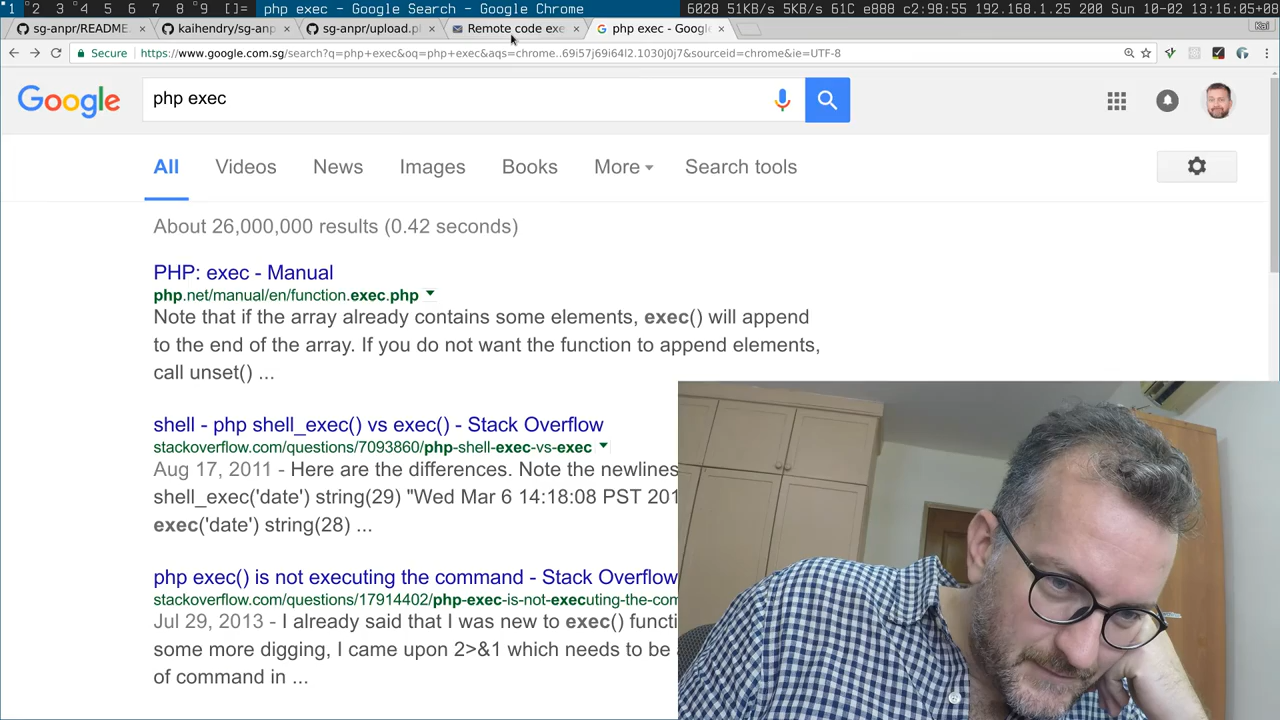 1 2 3 4 5 6 7 8 9 []= php exec - Google Search - Google Chrome 6028 51KB/s 5KB/s 61C e888 c2:98:55 192.168.1.25 200 Sun 10-02 13:16:05+08
sg-anpr/README. × kaihendry/sg-anp × sg-anpr/upload.p × Remote code exe × php exec - Googl × Kai
Secure https://www.google.com.sg/search?q=php+exec&oq=php+exec&aqs=chrome..69i57j69i64l2.1030j0j7&sourceid=chrome&ie=UTF-8
Google php exec
All Videos News Images Books More Search tools
About 26,000,000 results (0.42 seconds)
PHP: exec - Manual
php.net/manual/en/function.exec.php
Note that if the array already contains some elements, exec() will append
to the end of the array. If you do not want the function to append elements,
call unset() ...
shell - php shell_exec() vs exec() - Stack Overflow
stackoverflow.com/questions/7093860/php-shell-exec-vs-exec
Aug 17, 2011 - Here are the differences. Note the newlines
shell_exec('date') string(29) "Wed Mar 6 14:18:08 PST 201
exec('date') string(28) ...
php exec() is not executing the command - Stack Overflow
stackoverflow.com/questions/17914402/php-exec-is-not-executing-the-com
Jul 29, 2013 - I already said that I was new to exec() functi
some more digging, I came upon 2>&1 which needs to be
of command in ...